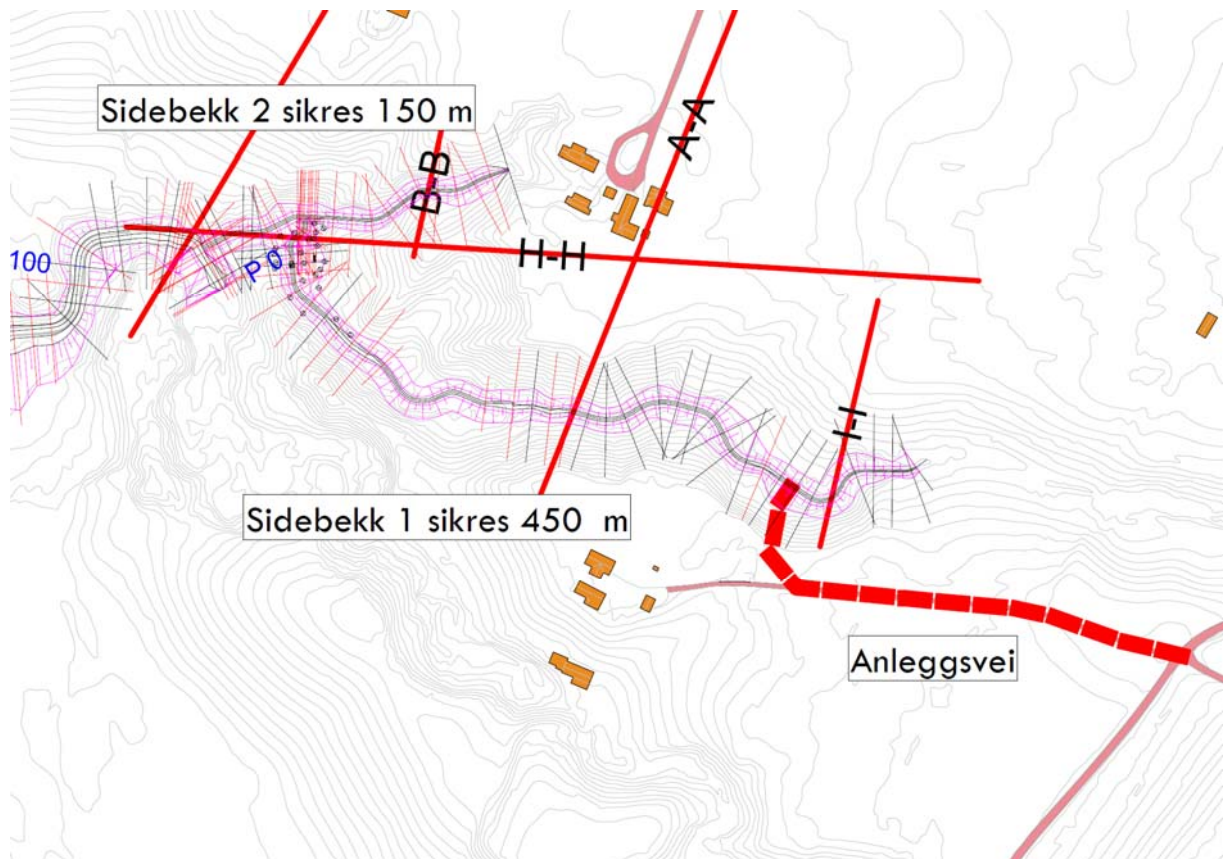 Sidebekk 2 sikres 150 m
A-A
B-B
H-H
100
P 0
I-I
Sidebekk 1 sikres 450 m
Anleggsvei